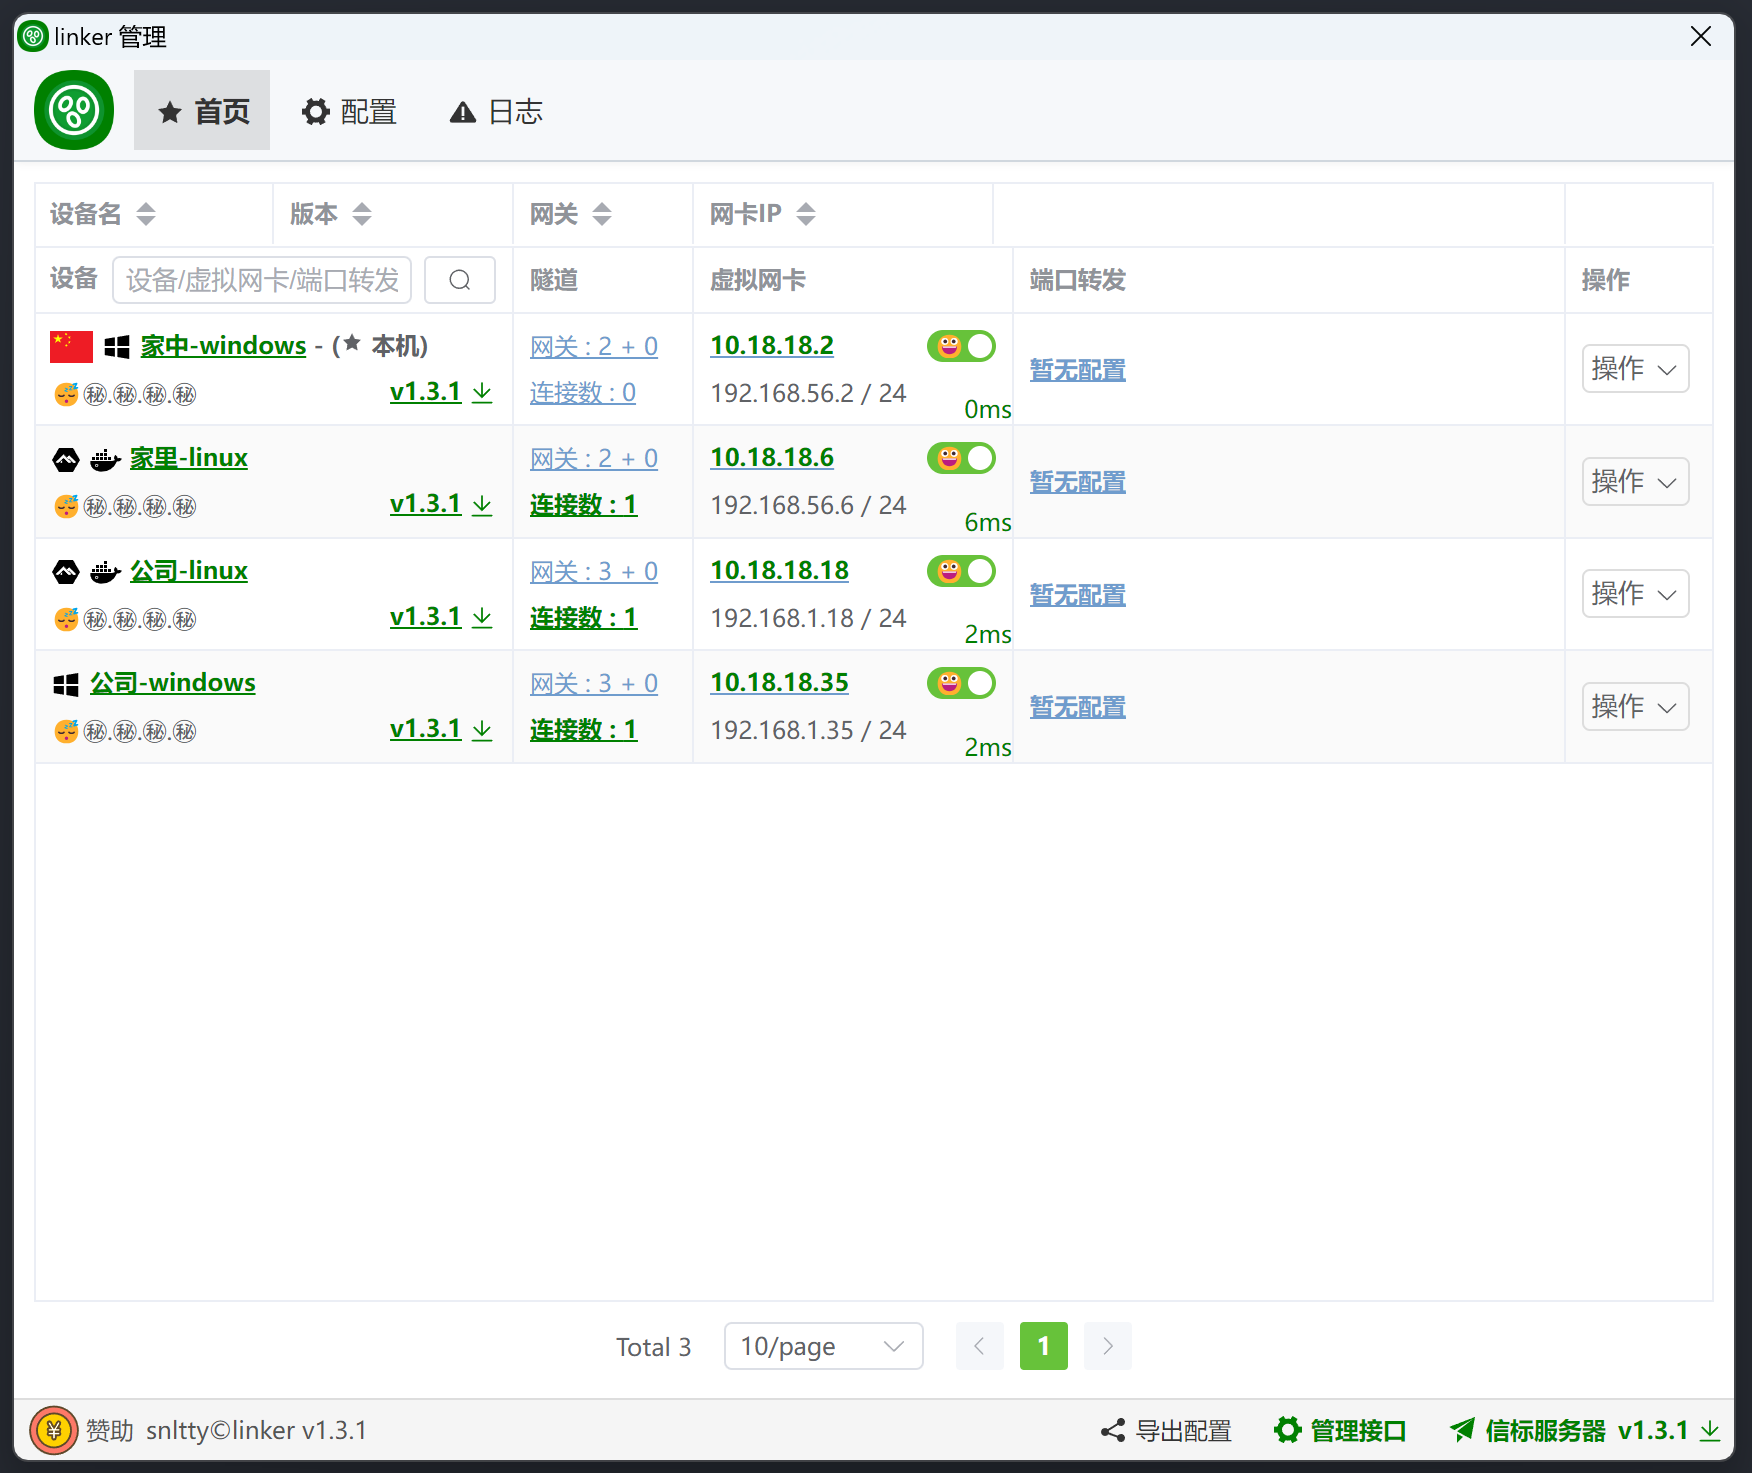 linker 管理
首页 配置 日志
设备名 版本 网关 网卡IP
设备 设备/虚拟网卡/端口转发 隧道 虚拟网卡 端口转发 操作
家中-windows - (★ 本机) 网关 : 2 + 0 10.18.18.2 暂无配置 操作
㊙.㊙.㊙.㊙ v1.3.1 连接数 : 0 192.168.56.2 / 24 0ms
家里-linux 网关 : 2 + 0 10.18.18.6 暂无配置 操作
㊙.㊙.㊙.㊙ v1.3.1 连接数 : 1 192.168.56.6 / 24 6ms
公司-linux 网关 : 3 + 0 10.18.18.18 暂无配置 操作
㊙.㊙.㊙.㊙ v1.3.1 连接数 : 1 192.168.1.18 / 24 2ms
公司-windows 网关 : 3 + 0 10.18.18.35 暂无配置 操作
㊙.㊙.㊙.㊙ v1.3.1 连接数 : 1 192.168.1.35 / 24 2ms
Total 3 10/page 1
¥ 赞助 snltty©linker v1.3.1 导出配置 管理接口 信标服务器 v1.3.1